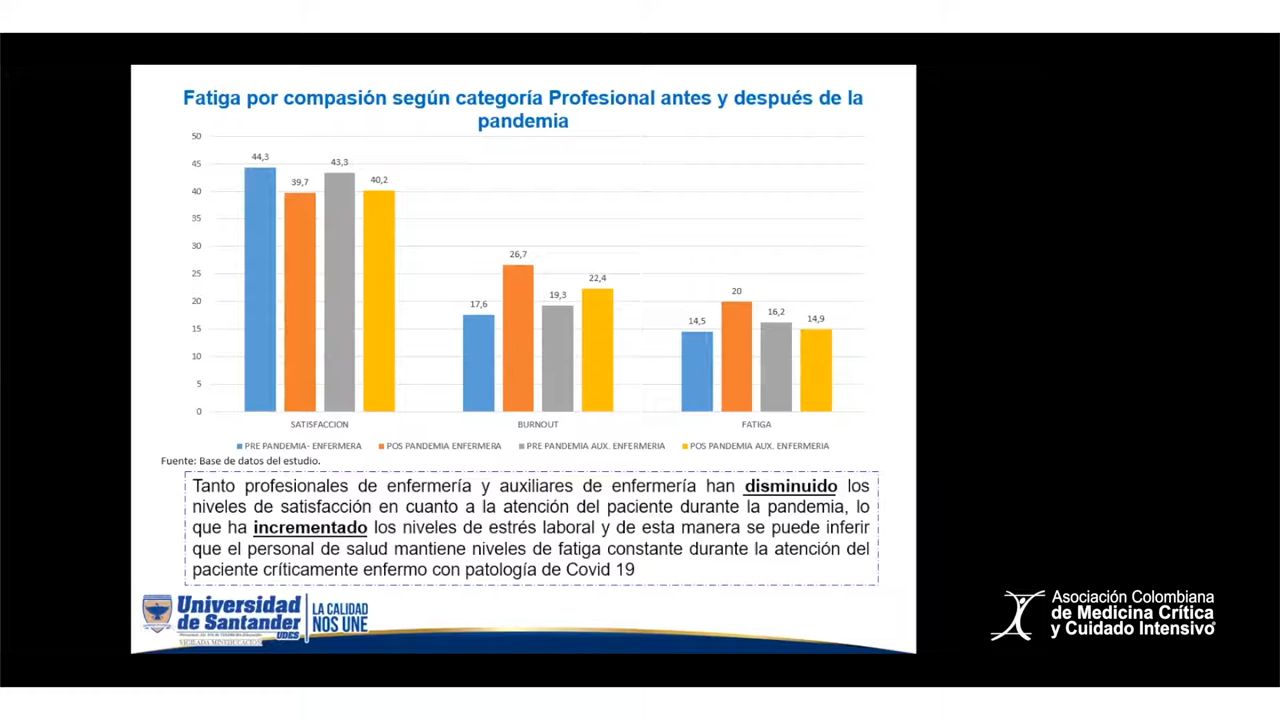 Fatiga por compasión según categoría Profesional antes y después de la
pandemia
50
45
40
35
30
25
20
15
10
5
0
44,3
39,7
43,3
40,2
17,6
26,7
19,3
22,4
14,5
20
16,2
14,9
SATISFACCION
BURNOUT
FATIGA
PRE PANDEMIA- ENFERMERA
POS PANDEMIA ENFERMERA
PRE PANDEMIA AUX. ENFERMERIA
POS PANDEMIA AUX. ENFERMERIA
Fuente: Base de datos del estudio.
Tanto profesionales de enfermería y auxiliares de enfermería han disminuido los
niveles de satisfacción en cuanto a la atención del paciente durante la pandemia, lo
que ha incrementado los niveles de estrés laboral y de esta manera se puede inferir
que el personal de salud mantiene niveles de fatiga constante durante la atención del
paciente críticamente enfermo con patología de Covid 19
Universidad
de Santander
UDES
VIGILADA MINEDUCACIÓN
LA CALIDAD
NOS UNE
Asociación Colombiana
de Medicina Crítica
y Cuidado Intensivo